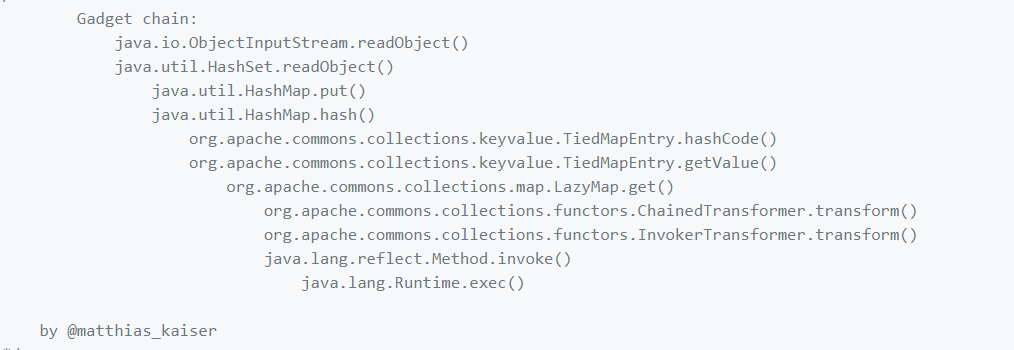 Gadget chain:
java.io.ObjectInputStream.readObject()
java.util.HashSet.readObject()
java.util.HashMap.put()
java.util.HashMap.hash()
org.apache.commons.collections.keyvalue.TiedMapEntry.hashCode()
org.apache.commons.collections.keyvalue.TiedMapEntry.getValue()
org.apache.commons.collections.map.LazyMap.get()
org.apache.commons.collections.functors.ChainedTransformer.transform()
org.apache.commons.collections.functors.InvokerTransformer.transform()
java.lang.reflect.Method.invoke()
java.lang.Runtime.exec()
by @matthias_kaiser